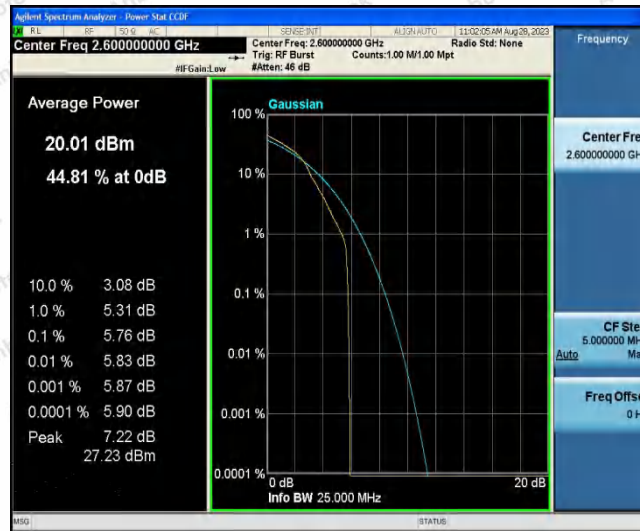 Agilent Spectrum Analyzer - Power Stat CCDF
RL RF 50 Ω AC SENSE:INT ALIGN AUTO 11:02:05 AM Aug 28, 2023
Center Freq 2.600000000 GHz
Center Freq: 2.600000000 GHz Radio Std: None
Trig: RF Burst Counts:1.00 M/1.00 Mpt
#IFGain:Low #Atten: 46 dB
Frequency
Average Power
20.01 dBm
44.81 % at 0dB
10.0 % 3.08 dB
1.0 % 5.31 dB
0.1 % 5.76 dB
0.01 % 5.83 dB
0.001 % 5.87 dB
0.0001 % 5.90 dB
Peak 7.22 dB
27.23 dBm
Gaussian
100 %
10 %
1 %
0.1 %
0.01 %
0.001 %
0.0001 %
0 dB 20 dB
Info BW 25.000 MHz
Center Fre
2.600000000 GH
CF Ste
5.000000 MH
Auto Ma
Freq Offse
0 H
MSG STATUS